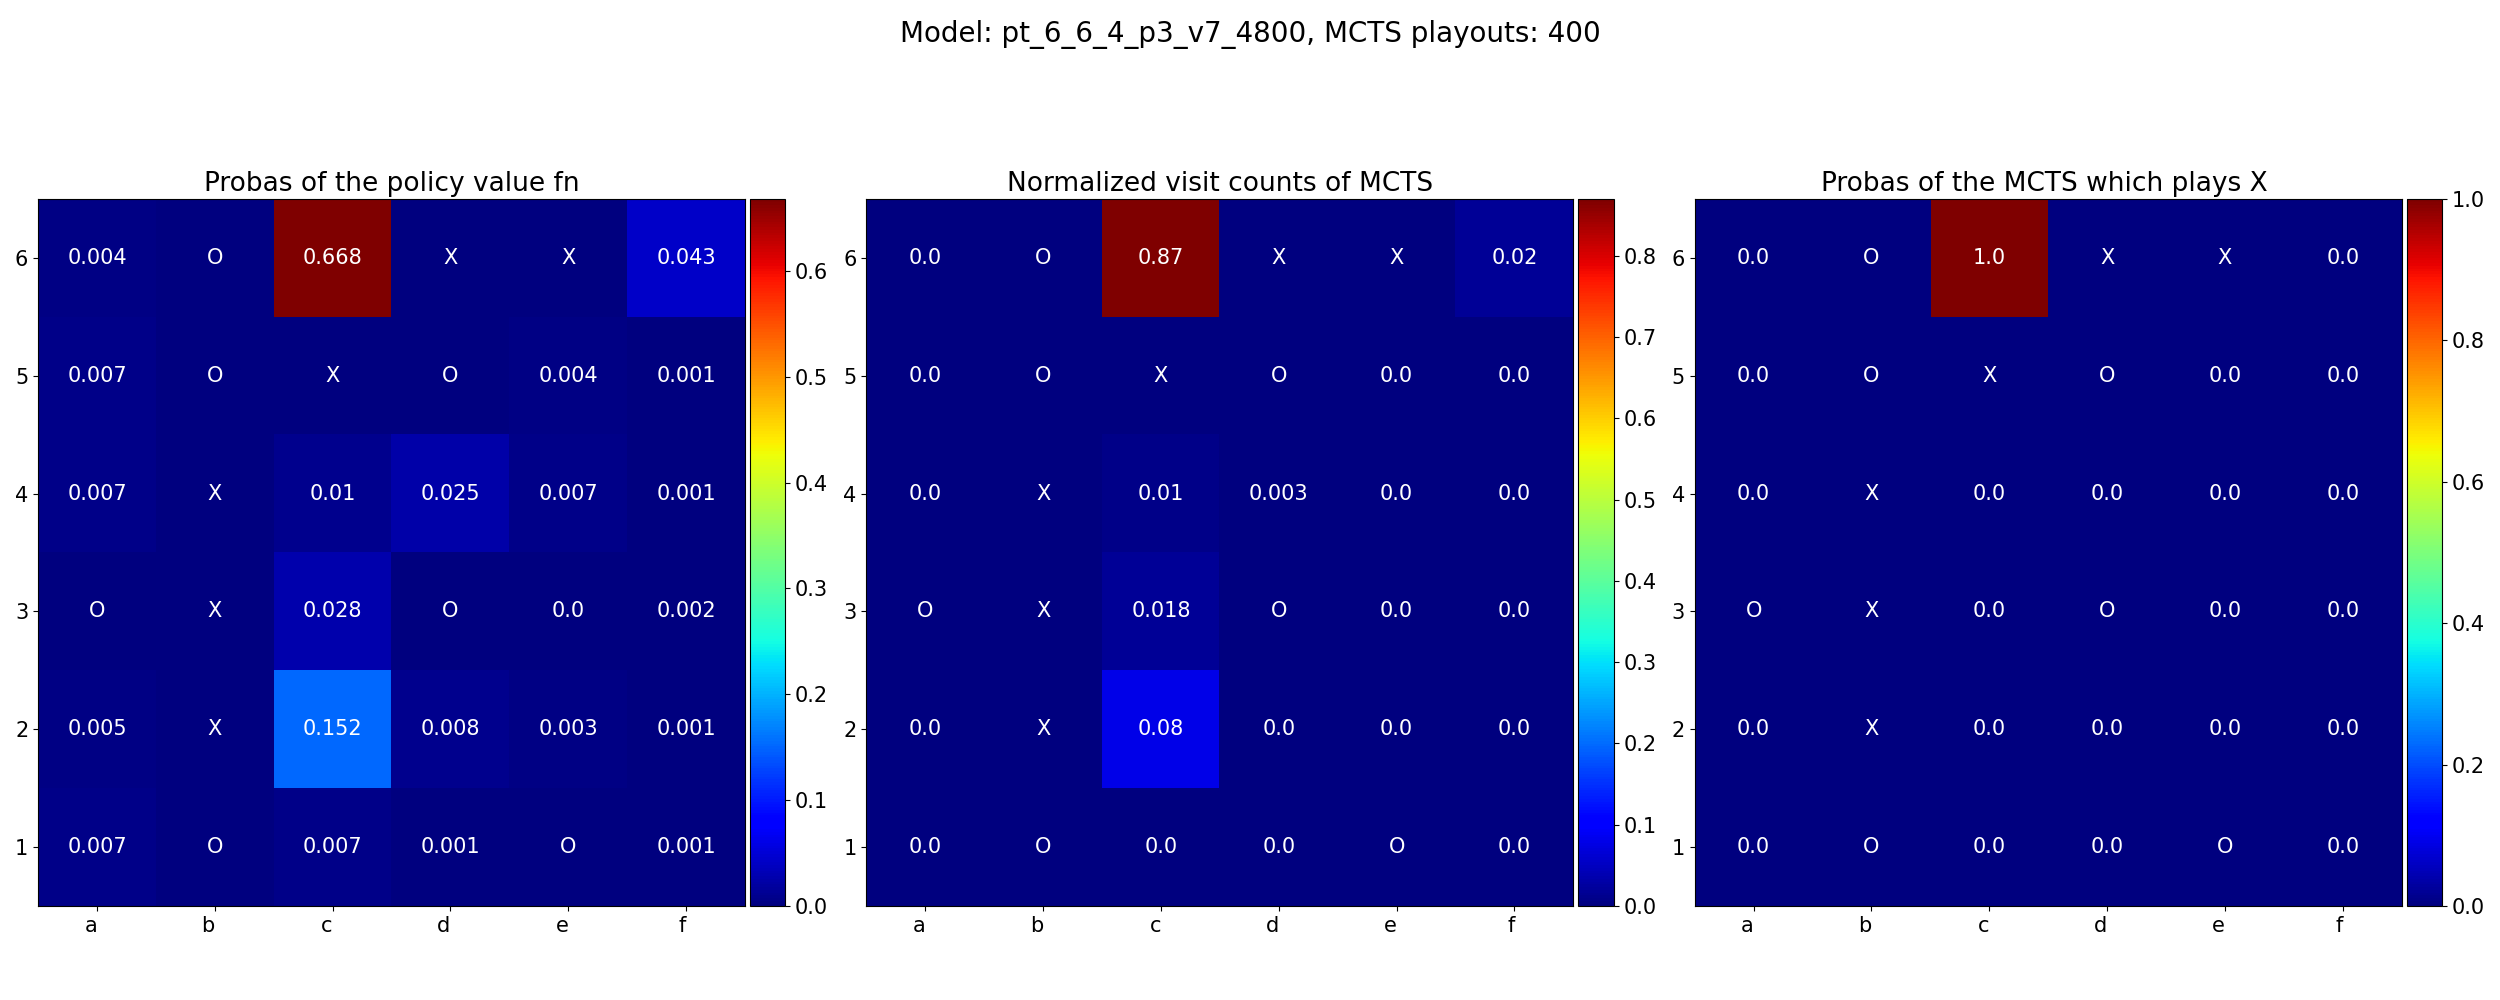 Model: pt_6_6_4_p3_v7_4800, MCTS playouts: 400
Probas of the policy value fn
6 0.004 O 0.668 X X 0.043
5 0.007 O X O 0.004 0.001
4 0.007 X 0.01 0.025 0.007 0.001
3 O X 0.028 O 0.0 0.002
2 0.005 X 0.152 0.008 0.003 0.001
1 0.007 O 0.007 0.001 O 0.001
a b c d e f
0.6
0.5
0.4
0.3
0.2
0.1
0.0
Normalized visit counts of MCTS
6 0.0 O 0.87 X X 0.02
5 0.0 O X O 0.0 0.0
4 0.0 X 0.01 0.003 0.0 0.0
3 O X 0.018 O 0.0 0.0
2 0.0 X 0.08 0.0 0.0 0.0
1 0.0 O 0.0 0.0 O 0.0
a b c d e f
0.8
0.7
0.6
0.5
0.4
0.3
0.2
0.1
0.0
Probas of the MCTS which plays X
6 0.0 O 1.0 X X 0.0
5 0.0 O X O 0.0 0.0
4 0.0 X 0.0 0.0 0.0 0.0
3 O X 0.0 O 0.0 0.0
2 0.0 X 0.0 0.0 0.0 0.0
1 0.0 O 0.0 0.0 O 0.0
a b c d e f
1.0
0.8
0.6
0.4
0.2
0.0